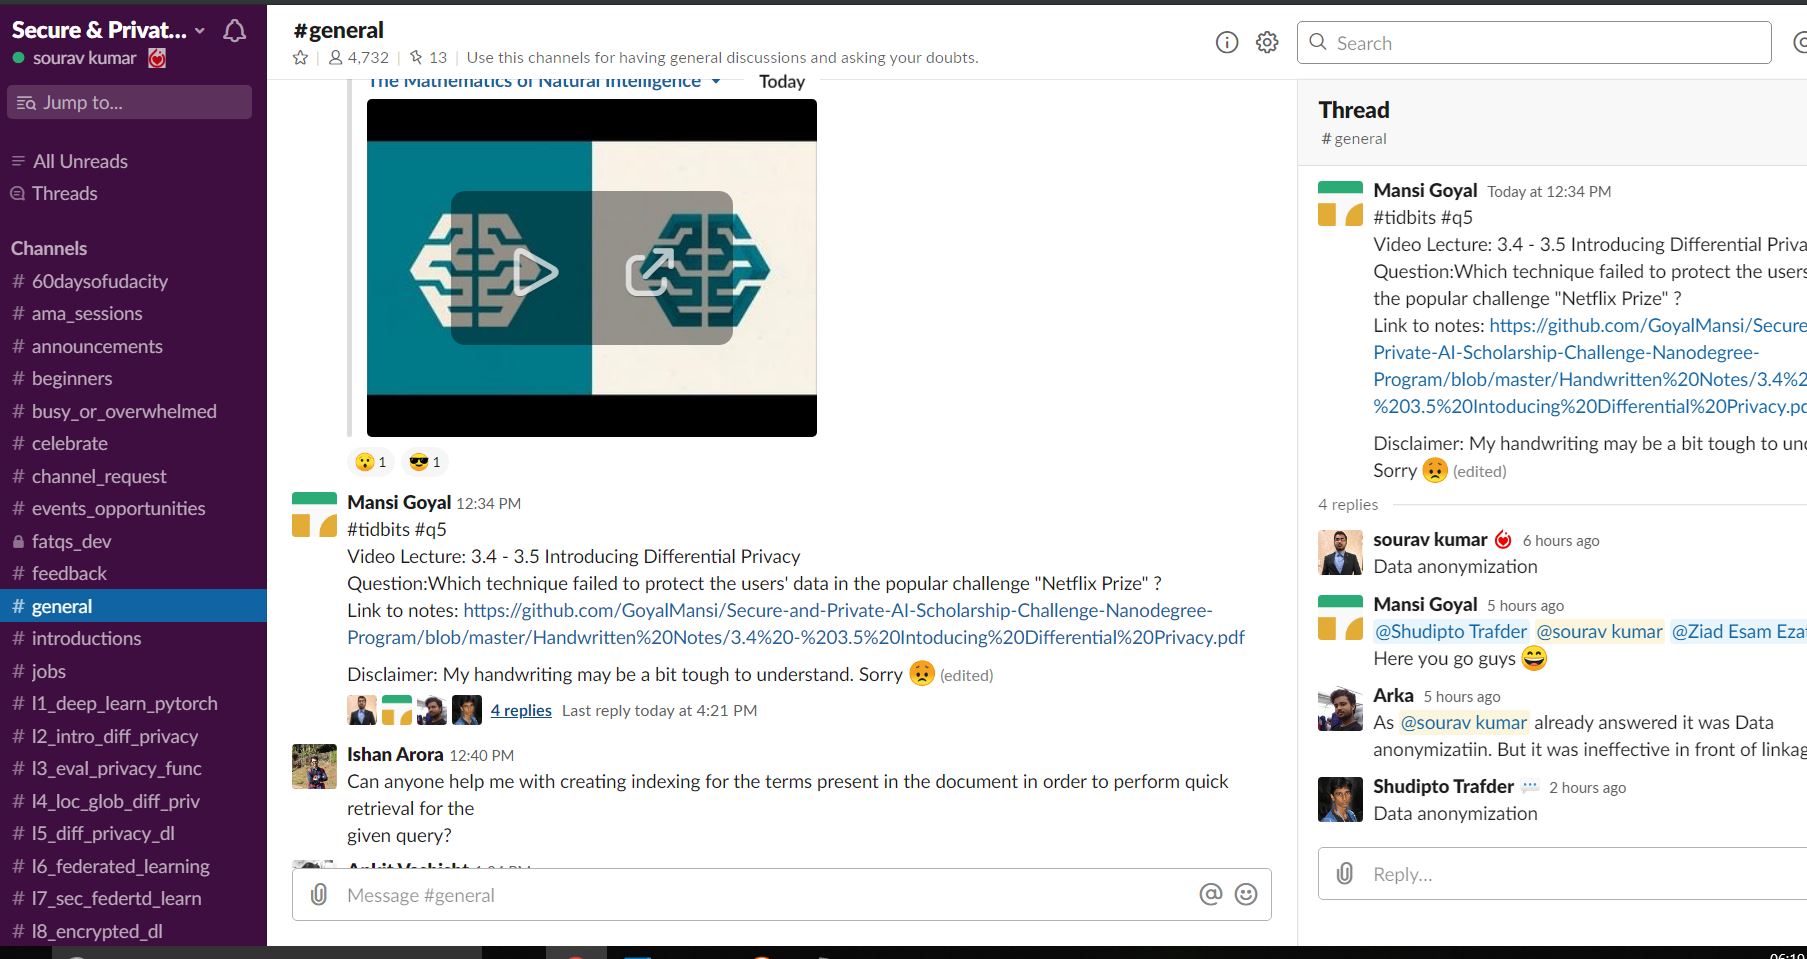 Secure & Privat...
sourav kumar
Jump to...
All Unreads
Threads
Channels
# 60daysofudacity
# ama_sessions
# announcements
# beginners
# busy_or_overwhelmed
# celebrate
# channel_request
# events_opportunities
fatqs_dev
# feedback
# general
# introductions
# jobs
# l1_deep_learn_pytorch
# l2_intro_diff_privacy
# l3_eval_privacy_func
# l4_loc_glob_diff_priv
# l5_diff_privacy_dl
# l6_federated_learning
# l7_sec_federtd_learn
# l8_encrypted_dl
#general
4,732 | 13 | Use this channels for having general discussions and asking your doubts.
Search
The Mathematics of Natural Intelligence
Today
1 1
Mansi Goyal 12:34 PM
#tidbits #q5
Video Lecture: 3.4 - 3.5 Introducing Differential Privacy
Question:Which technique failed to protect the users' data in the popular challenge "Netflix Prize" ?
Link to notes: https://github.com/GoyalMansi/Secure-and-Private-AI-Scholarship-Challenge-Nanodegree-
Program/blob/master/Handwritten%20Notes/3.4%20-%203.5%20Intoducing%20Differential%20Privacy.pdf
Disclaimer: My handwriting may be a bit tough to understand. Sorry (edited)
4 replies Last reply today at 4:21 PM
Ishan Arora 12:40 PM
Can anyone help me with creating indexing for the terms present in the document in order to perform quick
retrieval for the
given query?
Message #general
Thread
# general
Mansi Goyal Today at 12:34 PM
#tidbits #q5
Video Lecture: 3.4 - 3.5 Introducing Differential Priva
Question:Which technique failed to protect the users
the popular challenge "Netflix Prize" ?
Link to notes: https://github.com/GoyalMansi/Secure
Private-AI-Scholarship-Challenge-Nanodegree-
Program/blob/master/Handwritten%20Notes/3.4%2
%203.5%20Intoducing%20Differential%20Privacy.pd
Disclaimer: My handwriting may be a bit tough to un
Sorry (edited)
4 replies
sourav kumar 6 hours ago
Data anonymization
Mansi Goyal 5 hours ago
@Shudipto Trafder @sourav kumar @Ziad Esam Eza
Here you go guys
Arka 5 hours ago
As @sourav kumar already answered it was Data
anonymizatiin. But it was ineffective in front of linkag
Shudipto Trafder 2 hours ago
Data anonymization
Reply...